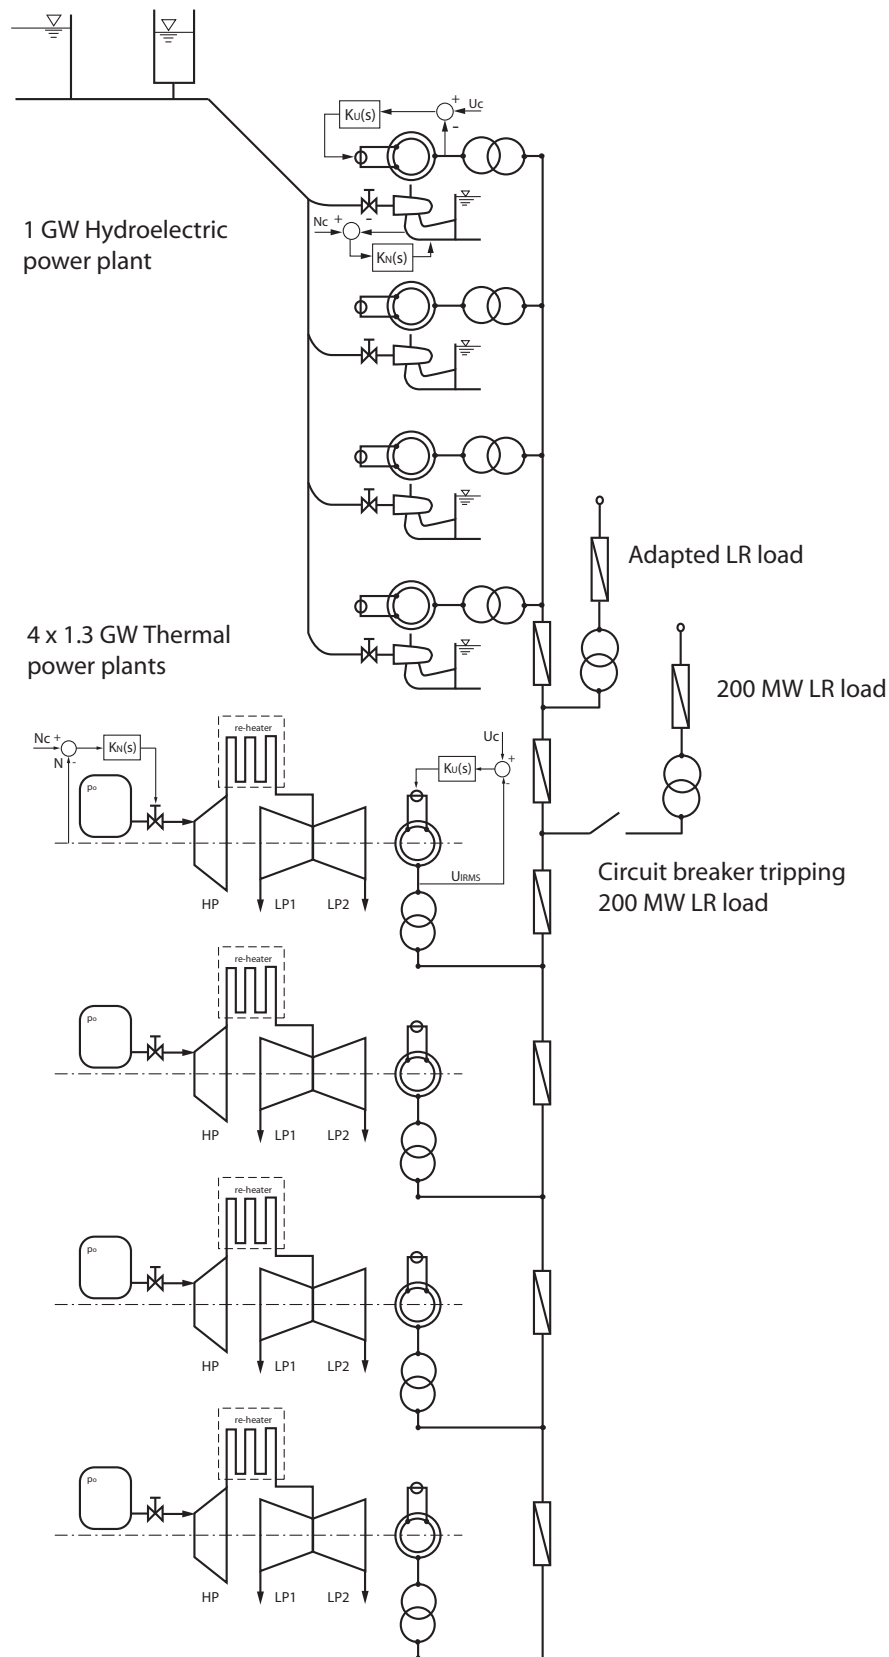 Uc
+
KU(s)
-
1 GW Hydroelectric
power plant
Nc
+
-
KN(s)
Adapted LR load
4 x 1.3 GW Thermal
power plants
200 MW LR load
re-heater
Nc
+
KN(s)
N
-
Uc
+
KU(s)
-
po
Circuit breaker tripping
200 MW LR load
UIRMS
HP
LP1
LP2
re-heater
po
HP
LP1
LP2
re-heater
po
HP
LP1
LP2
re-heater
po
HP
LP1
LP2